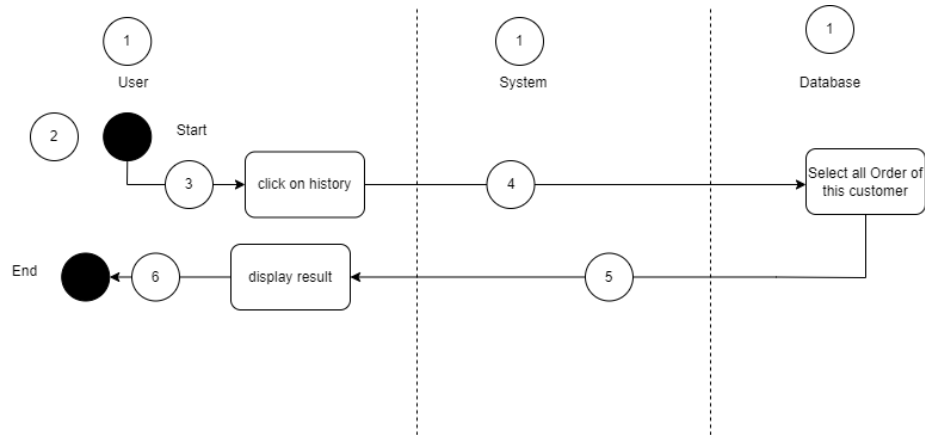 1
1
1
User
System
Database
2
Start
3
click on history
4
Select all Order of
this customer
End
6
display result
5